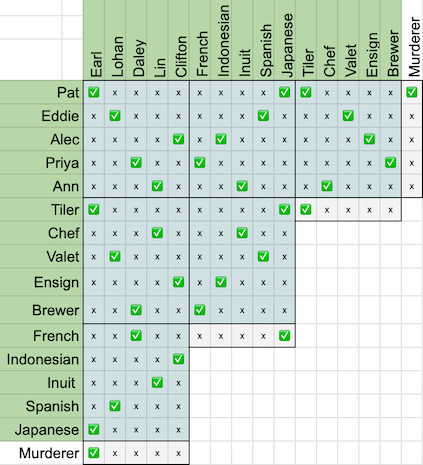 Earl Lohan Daley Lin Clifton French Indonesian Inuit Spanish Japanese Tiler Chef Valet Ensign Brewer Murderer
Pat ✅ x x x x x x x x ✅ ✅ x x x x ✅
Eddie x ✅ x x x x x x ✅ x x x ✅ x x x
Alec x x x x ✅ x ✅ x x x x x x ✅ x x
Priya x x ✅ x x ✅ x x x x x x x x ✅ x
Ann x x x ✅ x x x ✅ x x x ✅ x x x x
Tiler ✅ x x x x x x x x ✅ ✅ x x x x
Chef x x x ✅ x x x ✅ x x
Valet x ✅ x x x x x x ✅ x
Ensign x x x x ✅ x ✅ x x x
Brewer x x ✅ x x ✅ x x x x
French x x ✅ x x x x x x ✅
Indonesian x x x x ✅
Inuit x x x ✅ x
Spanish x ✅ x x x
Japanese ✅ x x x x
Murderer ✅ x x x x